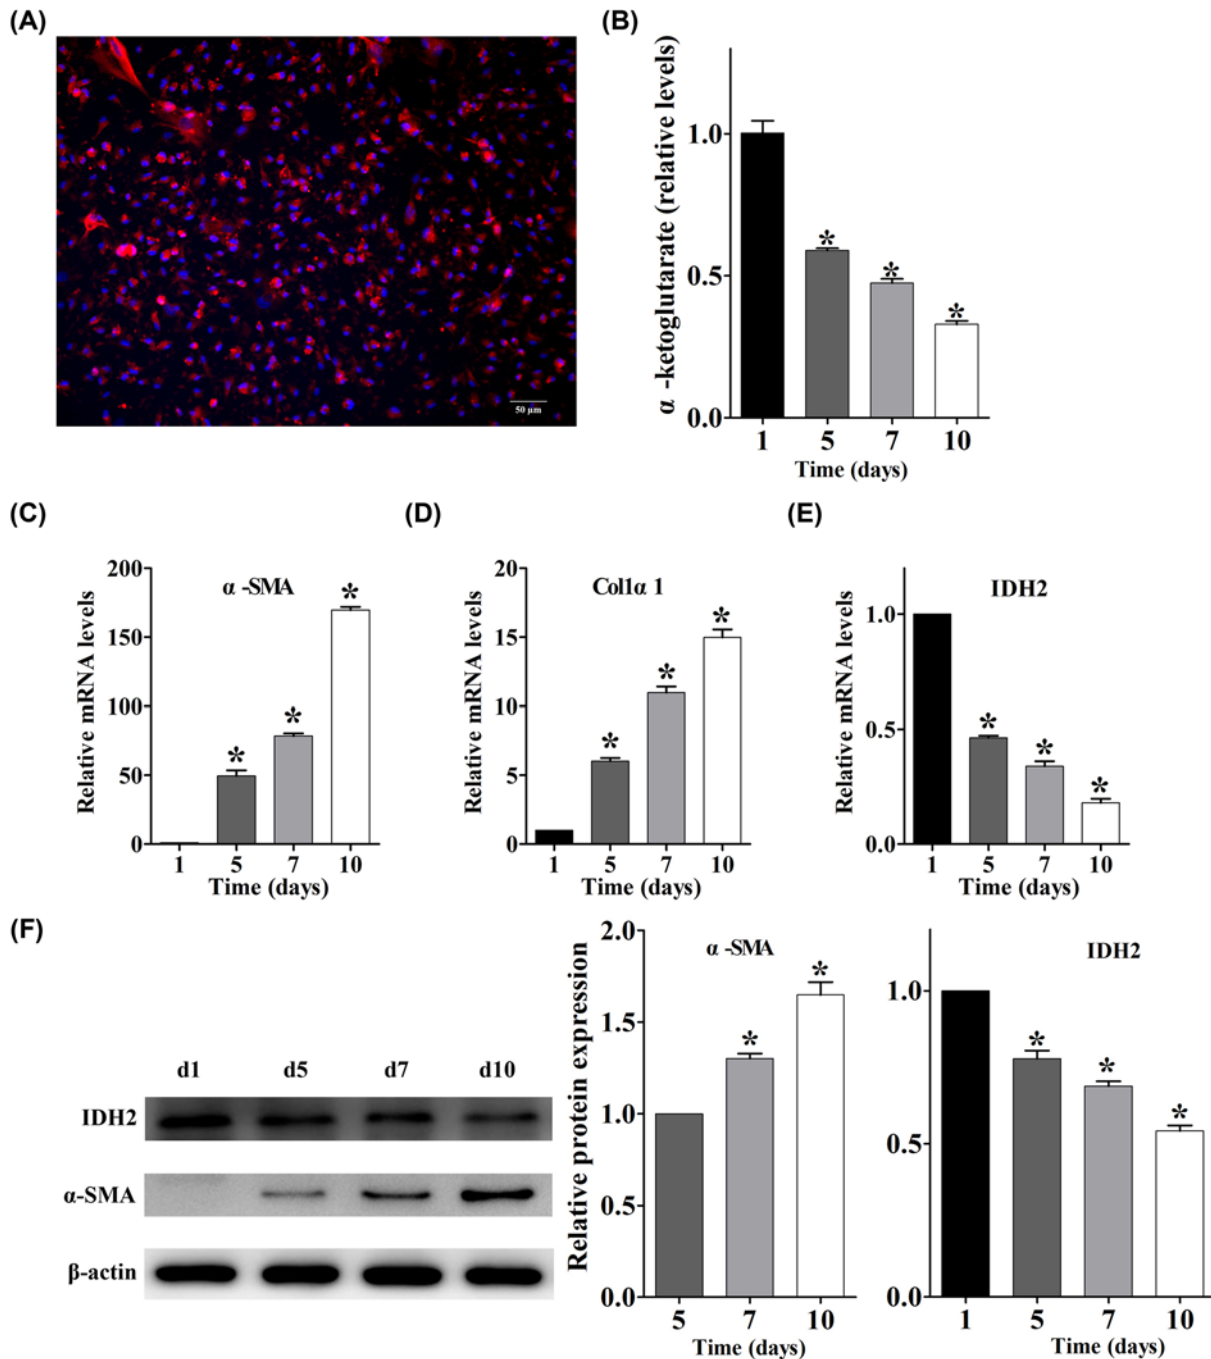 (A)
50 μm
(B)
α -ketoglutarate (relative levels)
1.0
0.5
0.0
* * *
1 5 7 10
Time (days)
(C)
Relative mRNA levels
200
150
100
50
0
α -SMA
* * *
1 5 7 10
Time (days)
(D)
Relative mRNA levels
20
15
10
5
0
Col1α 1
* * *
1 5 7 10
Time (days)
(E)
Relative mRNA levels
1.0
0.5
0.0
IDH2
* * *
1 5 7 10
Time (days)
(F)
d1 d5 d7 d10
IDH2
α-SMA
β-actin
Relative protein expression
2.0
1.5
1.0
0.5
0.0
α -SMA
* *
5 7 10
Time (days)
1.0
0.5
0.0
IDH2
* * *
1 5 7 10
Time (days)